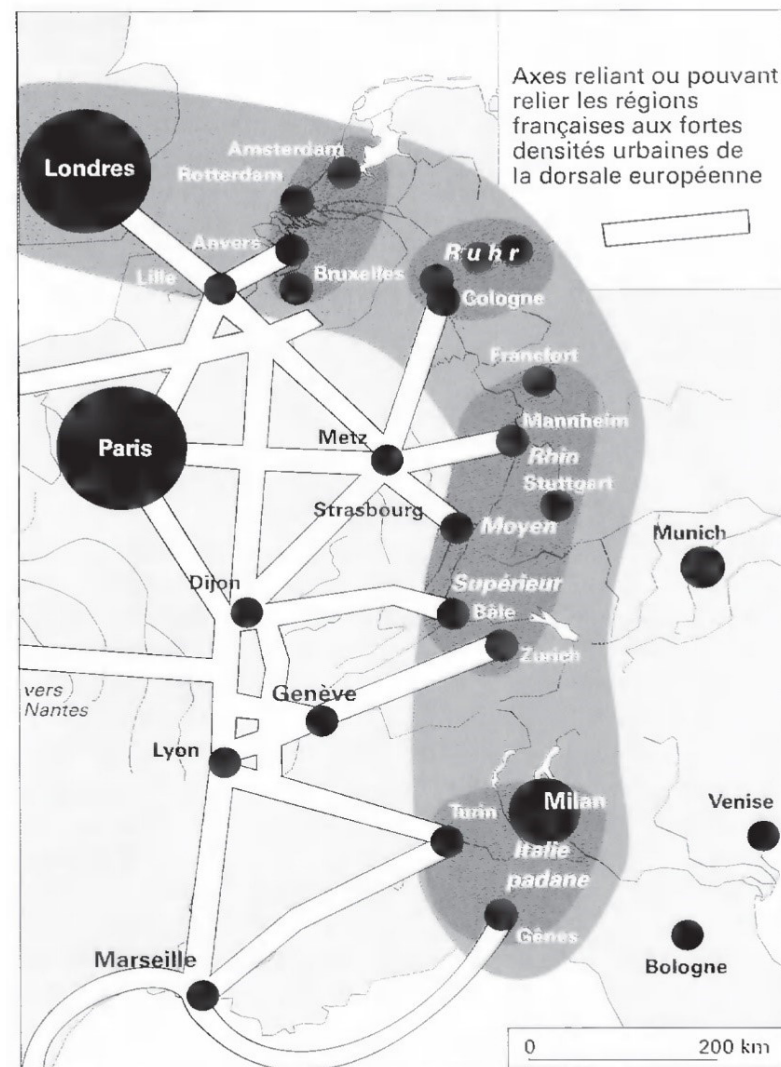 Axes reliant ou pouvant
relier les régions
françaises aux fortes
densités urbaines de
la dorsale européenne
Londres
Amsterdam
Rotterdam
Anvers
Lille
Bruxelles
Ruhr
Cologne
Francfort
Mannheim
Metz
Paris
Rhin
Stuttgart
Strasbourg
Moyen
Munich
Dijon
Supérieur
Bâle
Zurich
vers
Nantes
Genève
Lyon
Turin
Milan
Venise
Italie
padane
Gênes
Marseille
Bologne
0 200 km